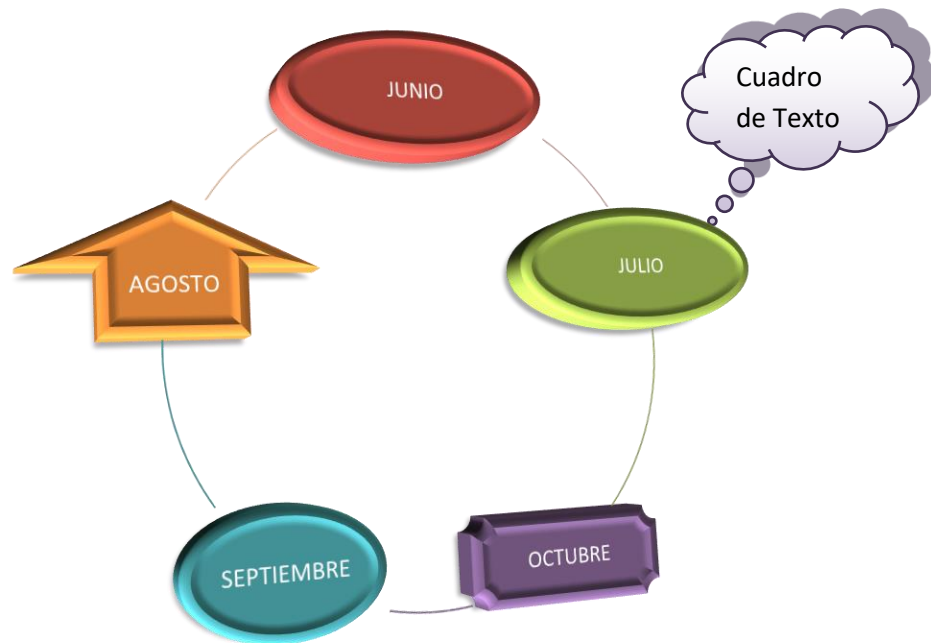 JUNIO
Cuadro
de Texto
JULIO
AGOSTO
OCTUBRE
SEPTIEMBRE